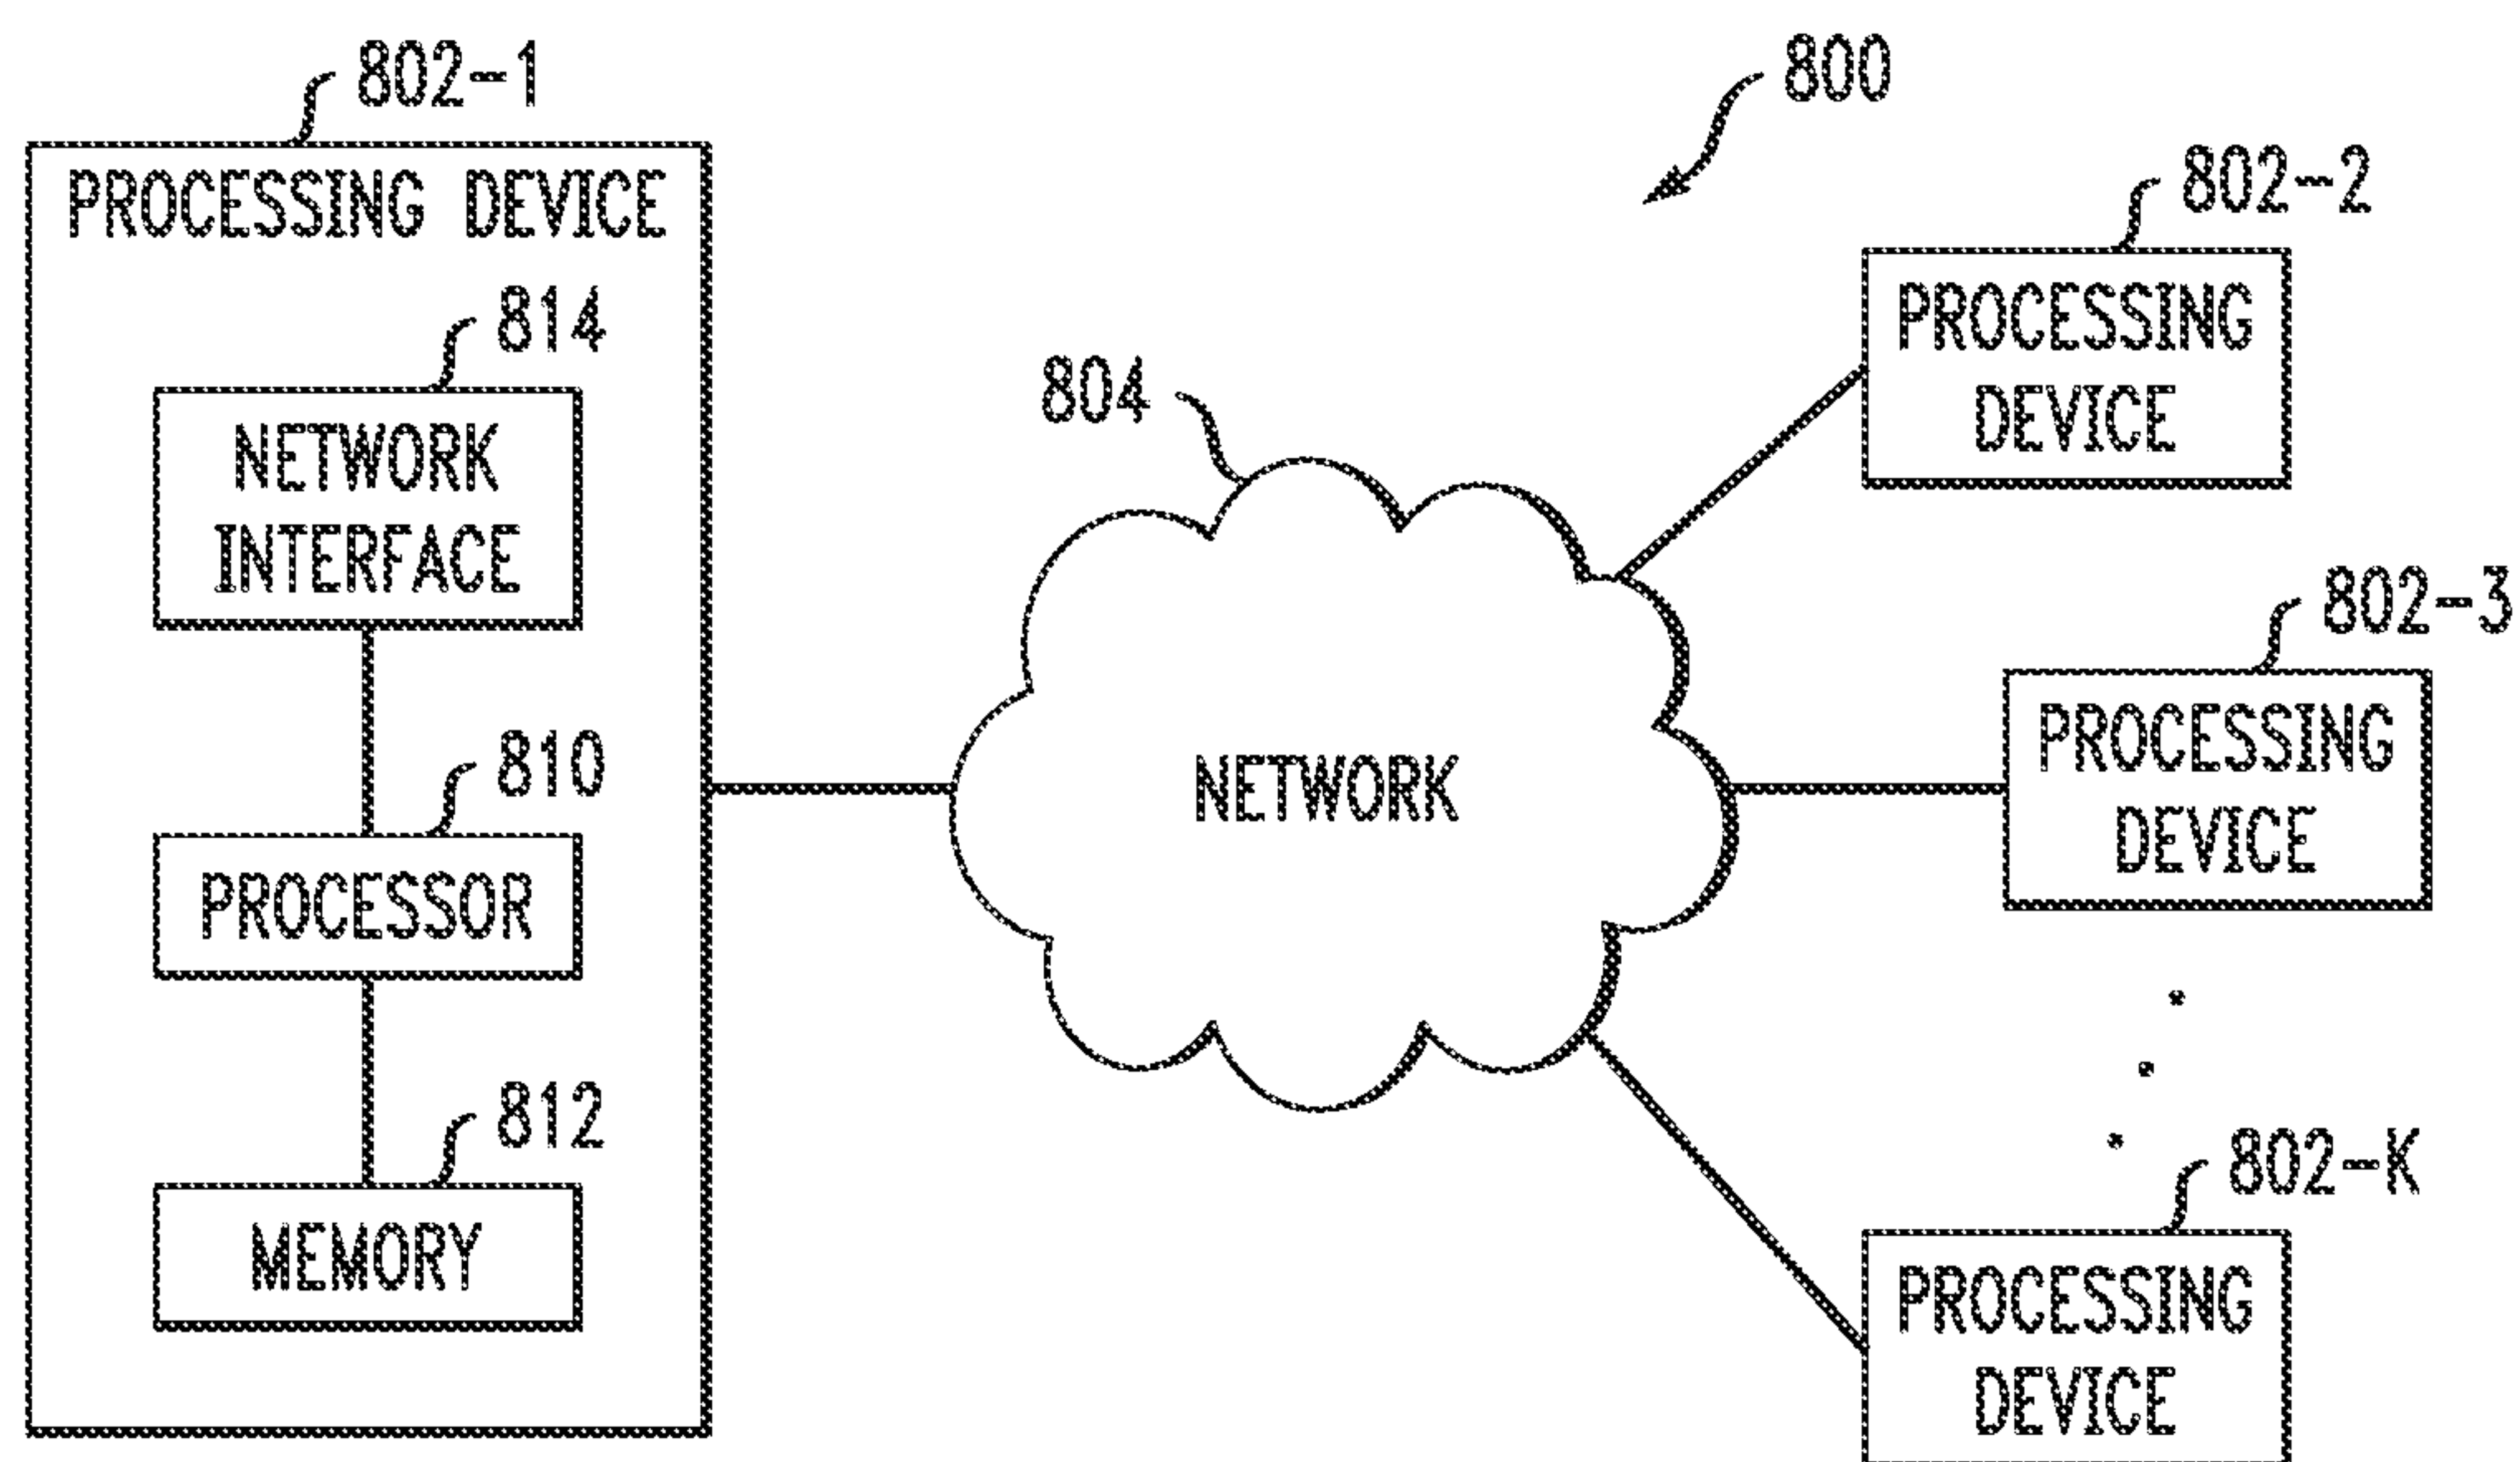 802-1
PROCESSING DEVICE
814
NETWORK
INTERFACE
810
PROCESSOR
812
MEMORY
804
NETWORK
800
802-2
PROCESSING
DEVICE
802-3
PROCESSING
DEVICE
802-K
PROCESSING
DEVICE